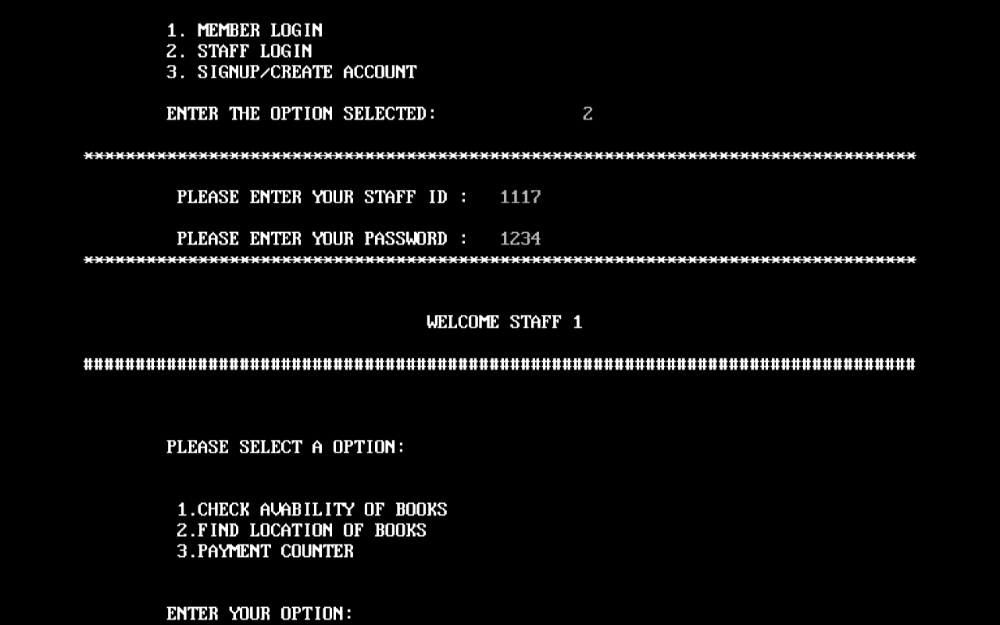 1. MEMBER LOGIN
2. STAFF LOGIN
3. SIGNUP/CREATE ACCOUNT
ENTER THE OPTION SELECTED: 2
********************************************************************************
PLEASE ENTER YOUR STAFF ID : 1117
PLEASE ENTER YOUR PASSWORD : 1234
********************************************************************************
WELCOME STAFF 1
################################################################################
PLEASE SELECT A OPTION:
1.CHECK AVABILITY OF BOOKS
2.FIND LOCATION OF BOOKS
3.PAYMENT COUNTER
ENTER YOUR OPTION: